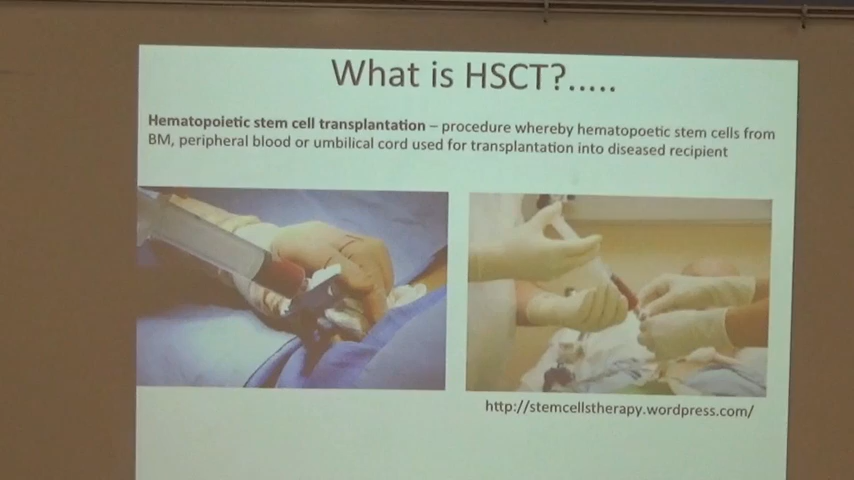 What is HSCT?.....
Hematopoietic stem cell transplantation – procedure whereby hematopoetic stem cells from
BM, peripheral blood or umbilical cord used for transplantation into diseased recipient
http://stemcellstherapy.wordpress.com/